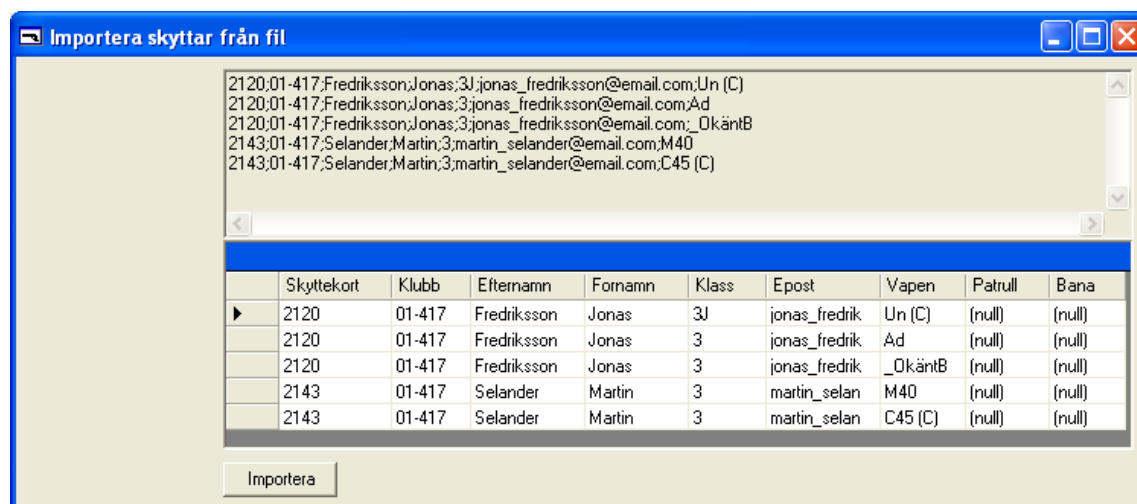 Importera skyttar från fil
2120;01-417;Fredriksson;Jonas;3J;jonas_fredriksson@email.com;Un (C)
2120;01-417;Fredriksson;Jonas;3;jonas_fredriksson@email.com;Ad
2120;01-417;Fredriksson;Jonas;3;jonas_fredriksson@email.com;_OkäntB
2143;01-417;Selander;Martin;3;martin_selander@email.com;M40
2143;01-417;Selander;Martin;3;martin_selander@email.com;C45 (C)
Skyttekort Klubb Efternamn Fornamn Klass Epost Vapen Patrull Bana
2120 01-417 Fredriksson Jonas 3J jonas_fredrik Un (C) (null) (null)
2120 01-417 Fredriksson Jonas 3 jonas_fredrik Ad (null) (null)
2120 01-417 Fredriksson Jonas 3 jonas_fredrik _OkäntB (null) (null)
2143 01-417 Selander Martin 3 martin_selan M40 (null) (null)
2143 01-417 Selander Martin 3 martin_selan C45 (C) (null) (null)
Importera